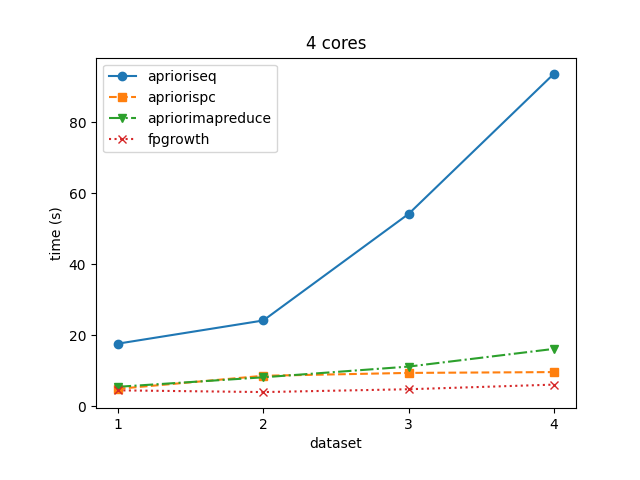 4 cores
aprioriseq
apriorispc
apriorimapreduce
fpgrowth
time (s)
80
60
40
20
0
1 2 3 4
dataset